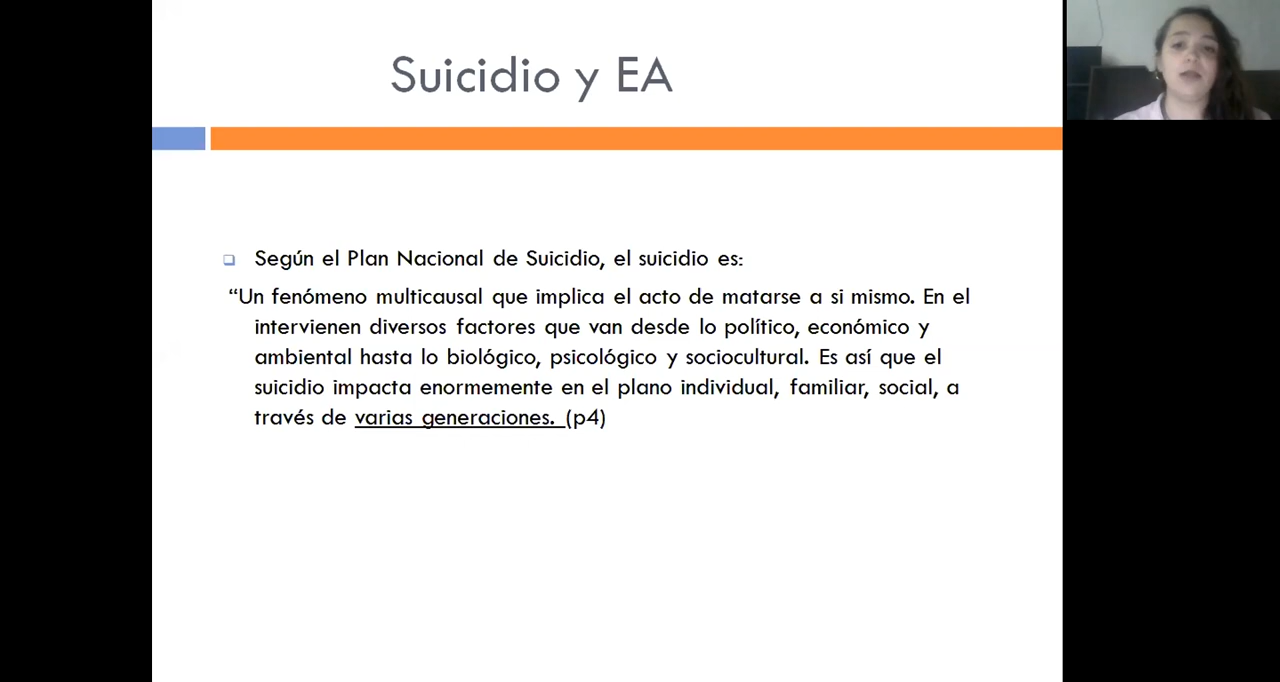 Suicidio y EA
Según el Plan Nacional de Suicidio, el suicidio es:
“Un fenómeno multicausal que implica el acto de matarse a si mismo. En el
intervienen diversos factores que van desde lo político, económico y
ambiental hasta lo biológico, psicológico y sociocultural. Es así que el
suicidio impacta enormemente en el plano individual, familiar, social, a
través de varias generaciones. (p4)